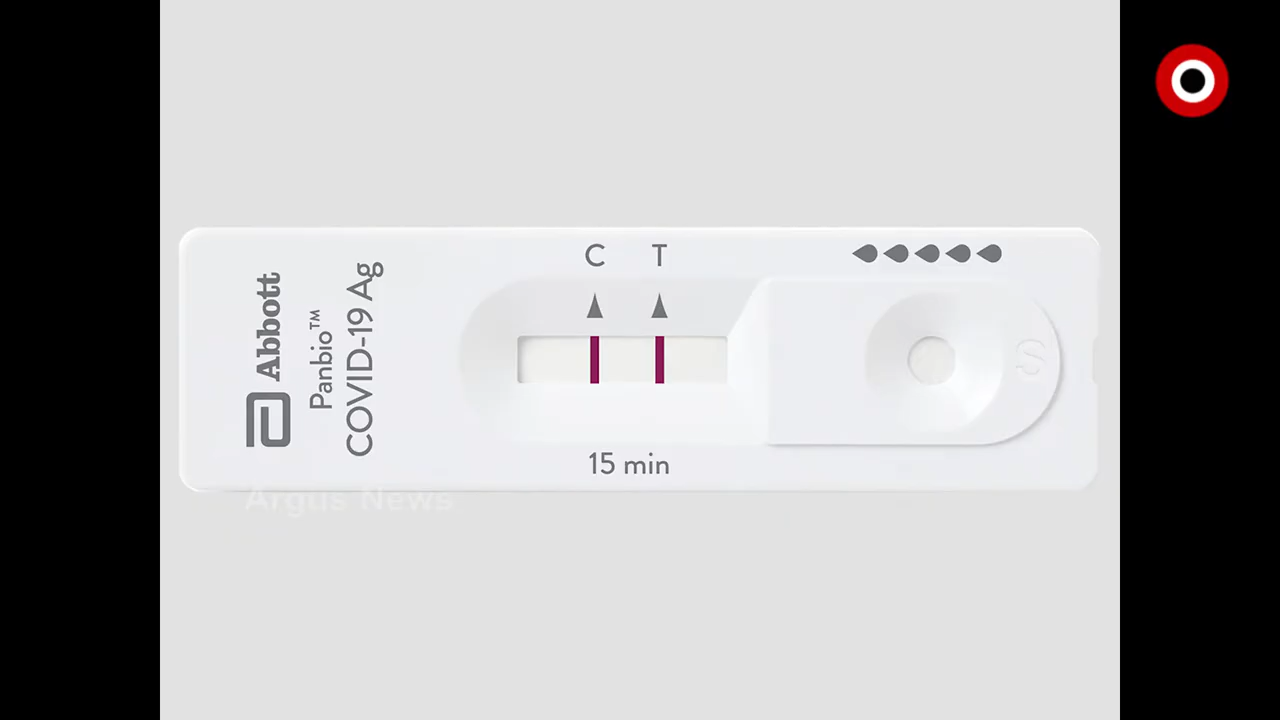 C T
Abbott
Panbio™
COVID-19 Ag
S
15 min
Argus News